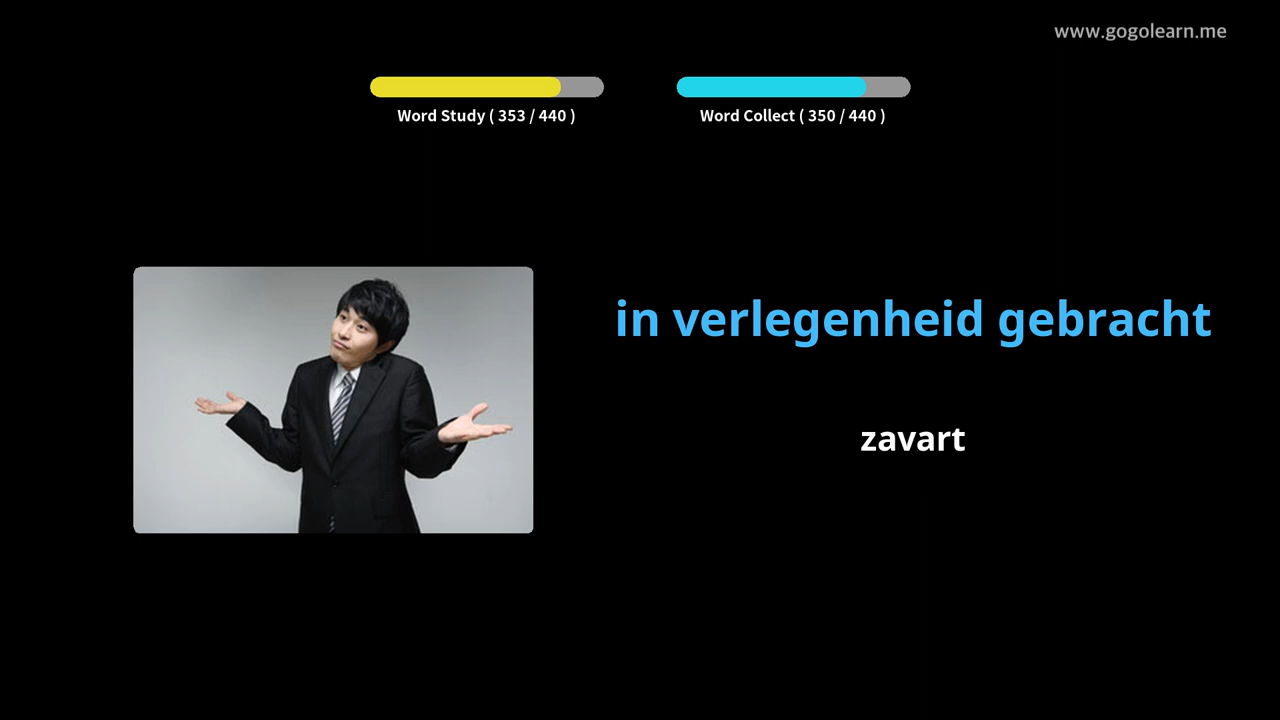 www.gogolearn.me
Word Study ( 353 / 440 )
Word Collect ( 350 / 440 )
in verlegenheid gebracht
zavart